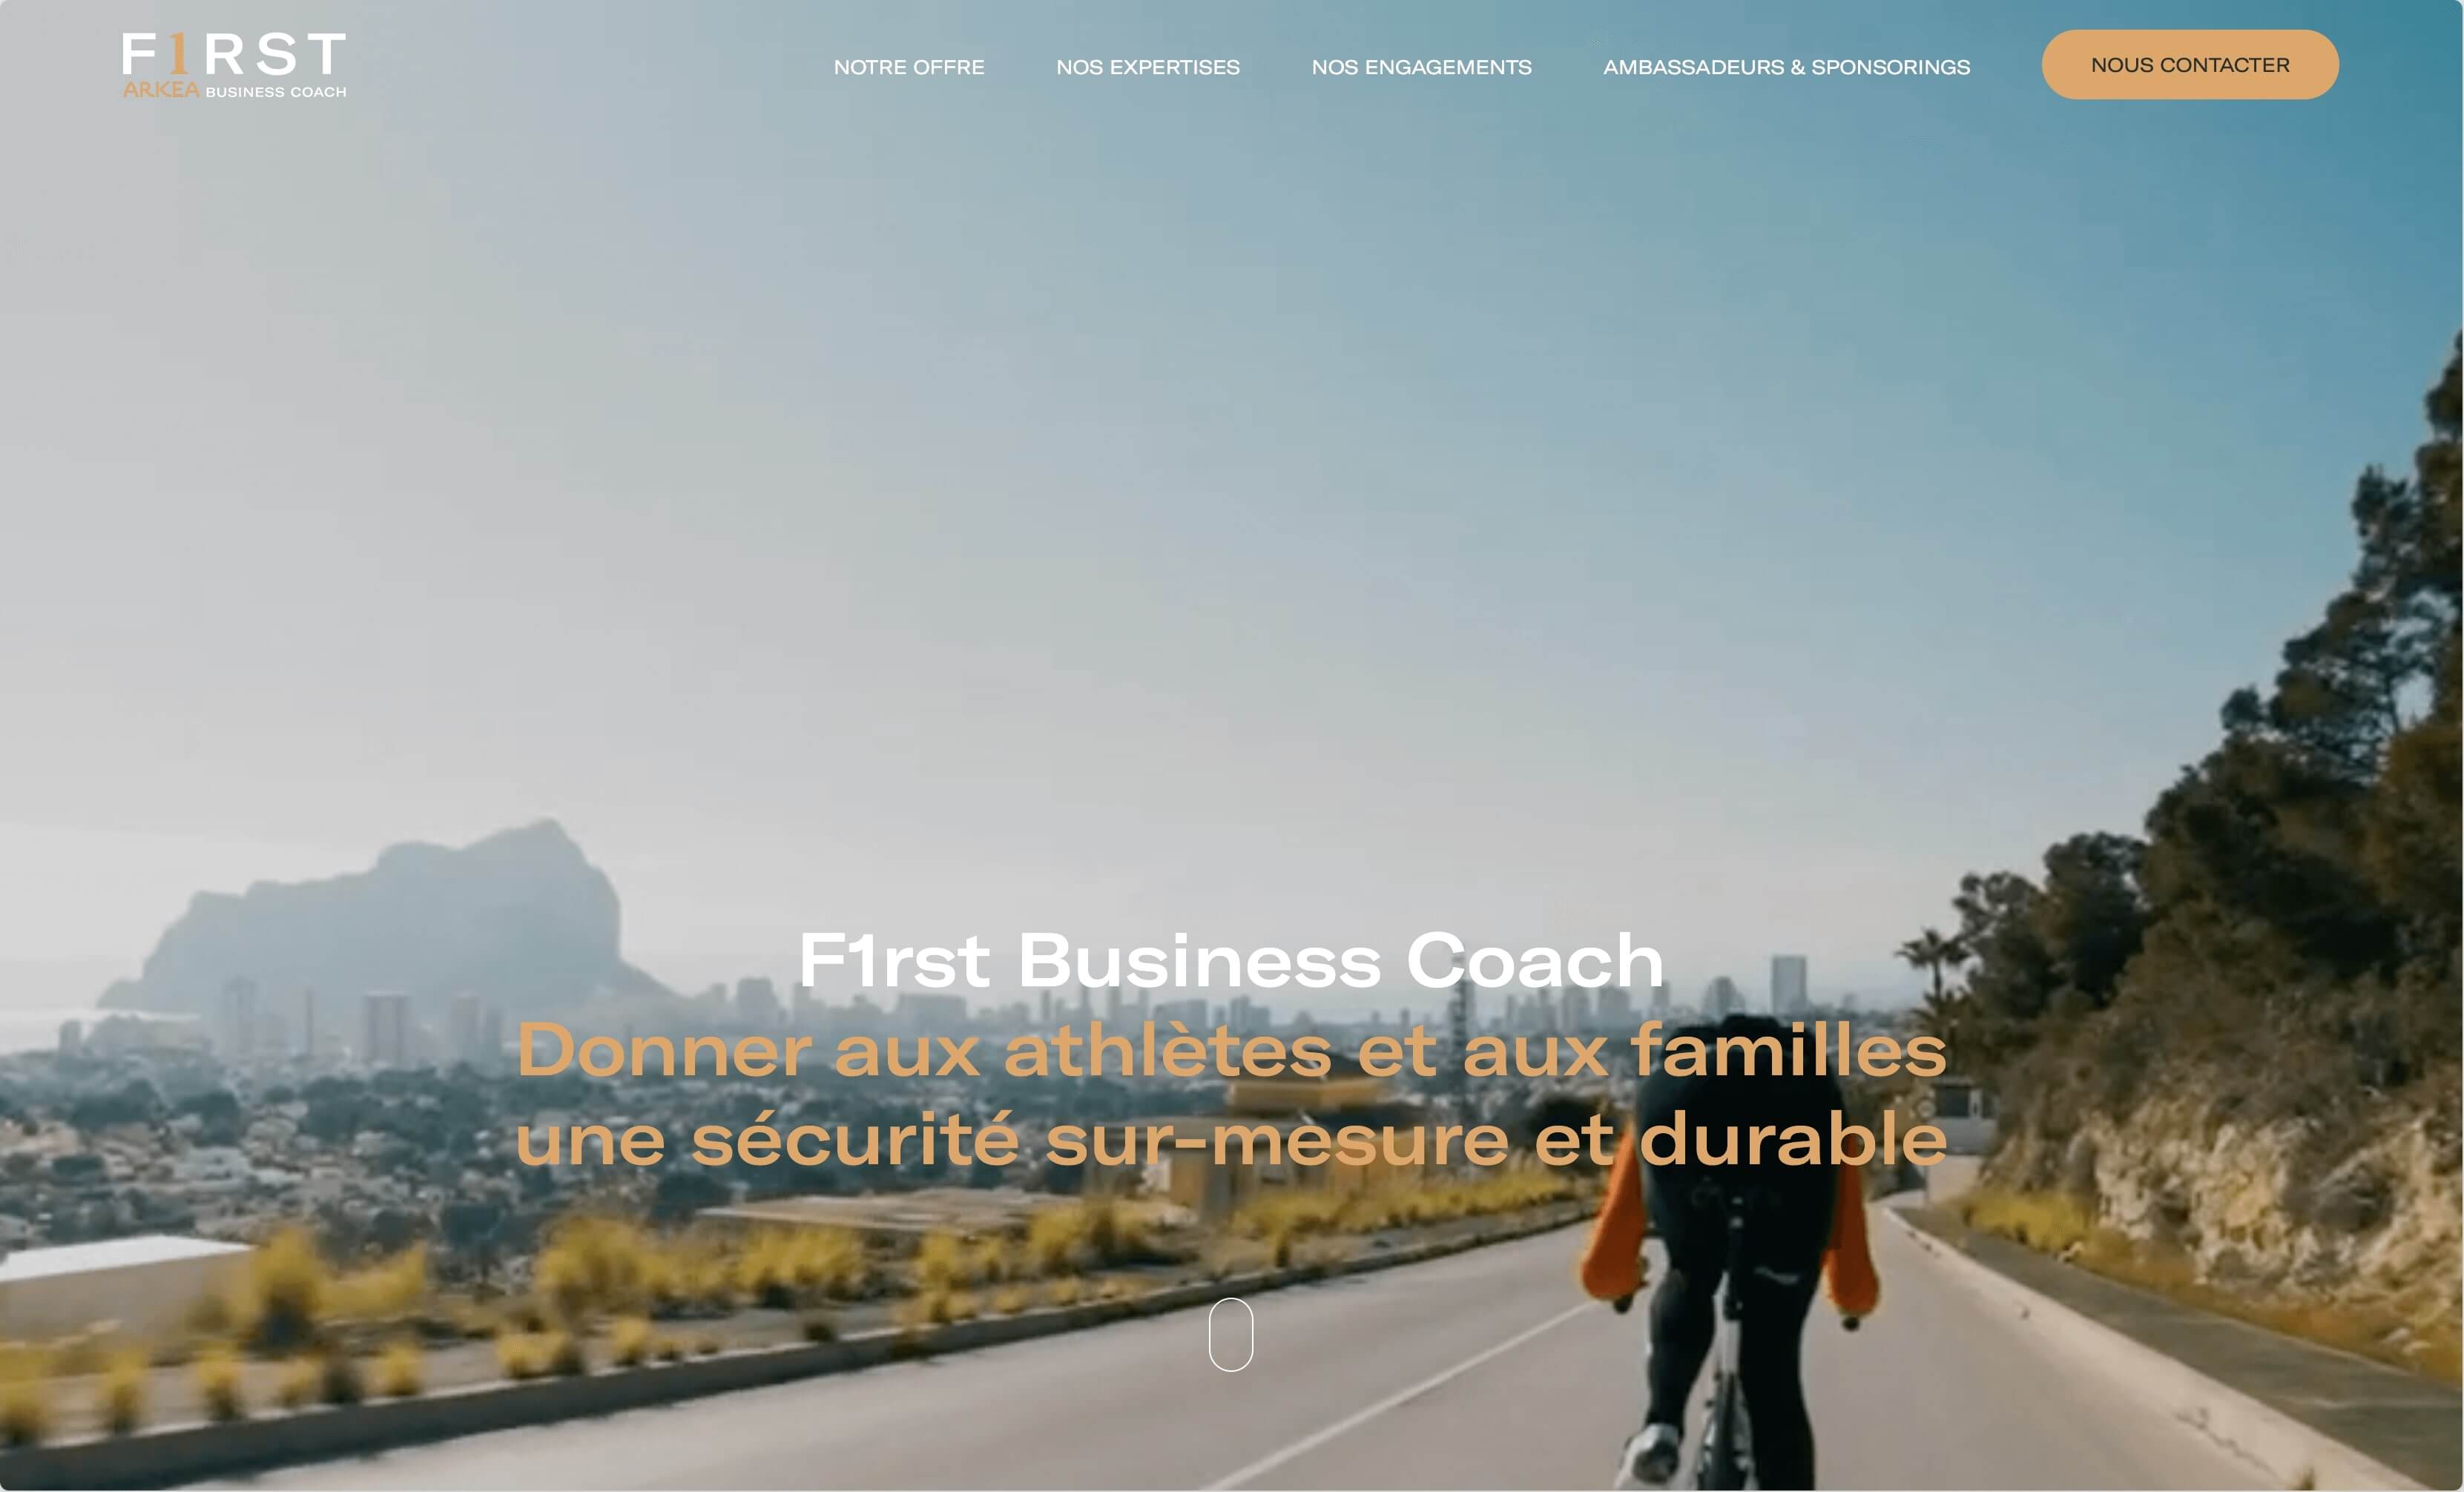 F1RST
ARKEA BUSINESS COACH
NOTRE OFFRE
NOS EXPERTISES
NOS ENGAGEMENTS
AMBASSADEURS & SPONSORINGS
NOUS CONTACTER
F1rst Business Coach
Donner aux athlètes et aux familles
une sécurité sur-mesure et durable